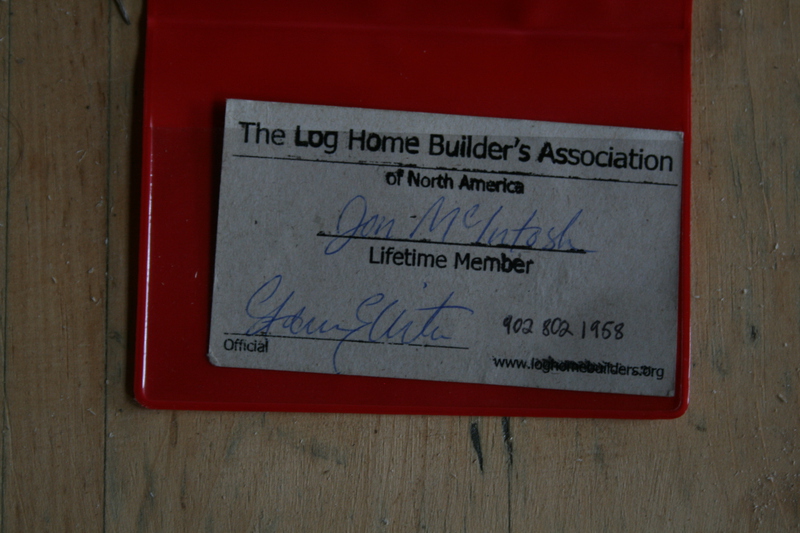 The Log Home Builder's Association
of North America
Jon McIntosh
Lifetime Member
902 802 1958
Official
www.loghomebuilders.org